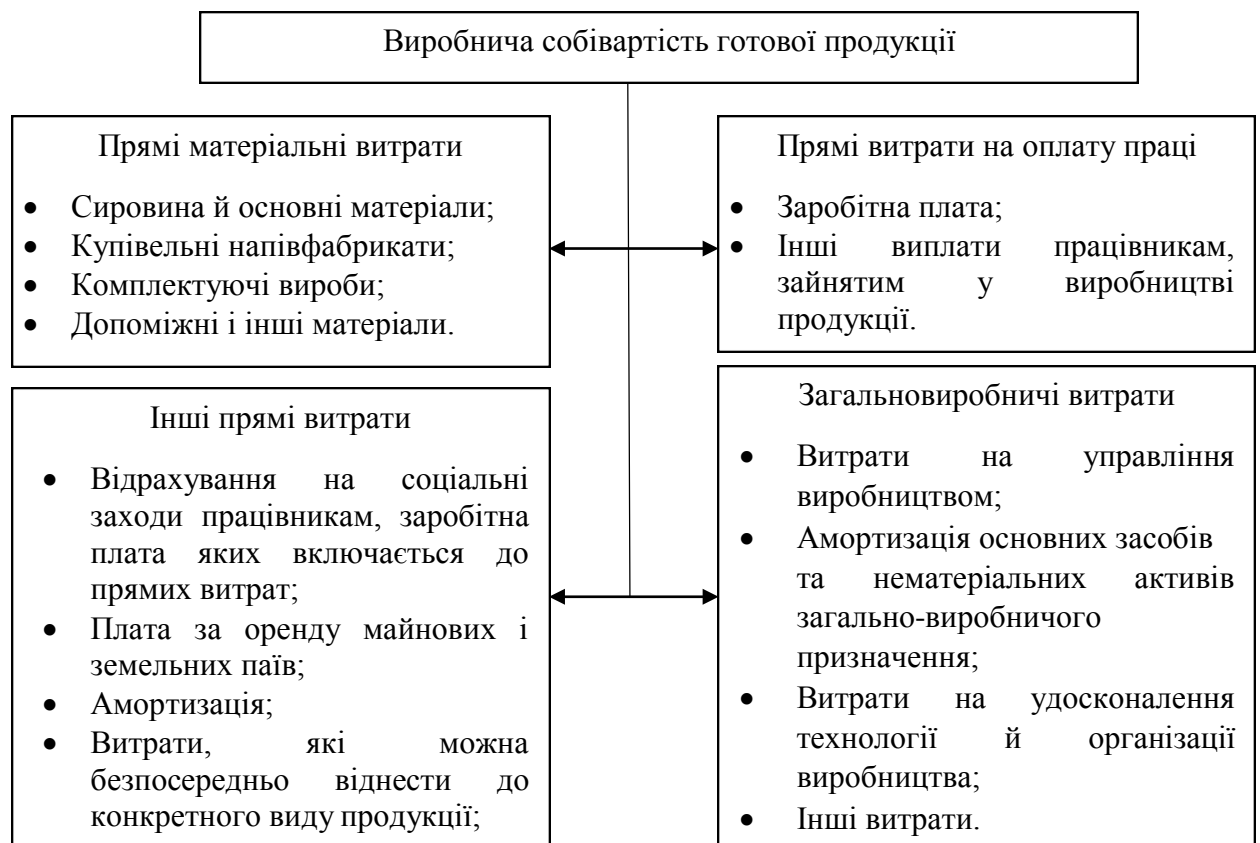 Виробнича собівартість готової продукції
Прямі матеріальні витрати
• Сировина й основні матеріали;
• Купівельні напівфабрикати;
• Комплектуючі вироби;
• Допоміжні і інші матеріали.
Прямі витрати на оплату праці
• Заробітна плата;
• Інші виплати працівникам,
зайнятим у виробництві
продукції.
Інші прямі витрати
• Відрахування на соціальні
заходи працівникам, заробітна
плата яких включається до
прямих витрат;
• Плата за оренду майнових і
земельних паїв;
• Амортизація;
• Витрати, які можна
безпосередньо віднести до
конкретного виду продукції;
Загальновиробничі витрати
• Витрати на управління
виробництвом;
• Амортизація основних засобів
та нематеріальних активів
загально-виробничого
призначення;
• Витрати на удосконалення
технології й організації
виробництва;
• Інші витрати.